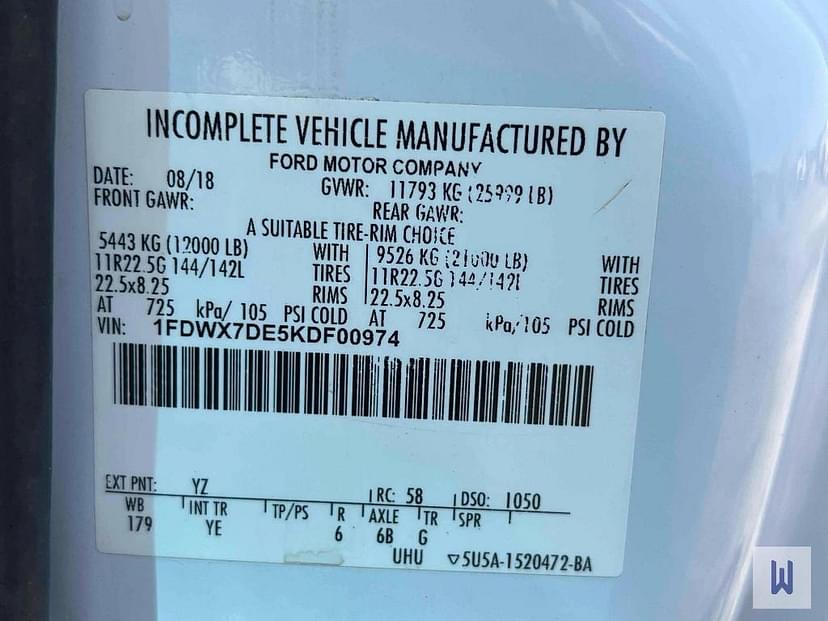 INCOMPLETE VEHICLE MANUFACTURED BY
FORD MOTOR COMPANY
DATE: 08/18 GVWR: 11793 KG (25999 LB)
FRONT GAWR: REAR GAWR:
A SUITABLE TIRE-RIM CHOICE
5443 KG (12000 LB) WITH 9526 KG (21000 LB) WITH
11R22.5G 144/142L TIRES 11R22.5G 144/142L TIRES
22.5x8.25 RIMS 22.5x8.25 RIMS
AT 725 kPa/ 105 PSI COLD AT 725 kPa/105 PSI COLD
VIN: 1FDWX7DE5KDF00974
EXT PNT: YZ RC: 58 DSO: 1050
WB INT TR TP/PS R AXLE TR SPR
179 YE 6 6B G
UHU ▽5U5A-1520472-BA
W